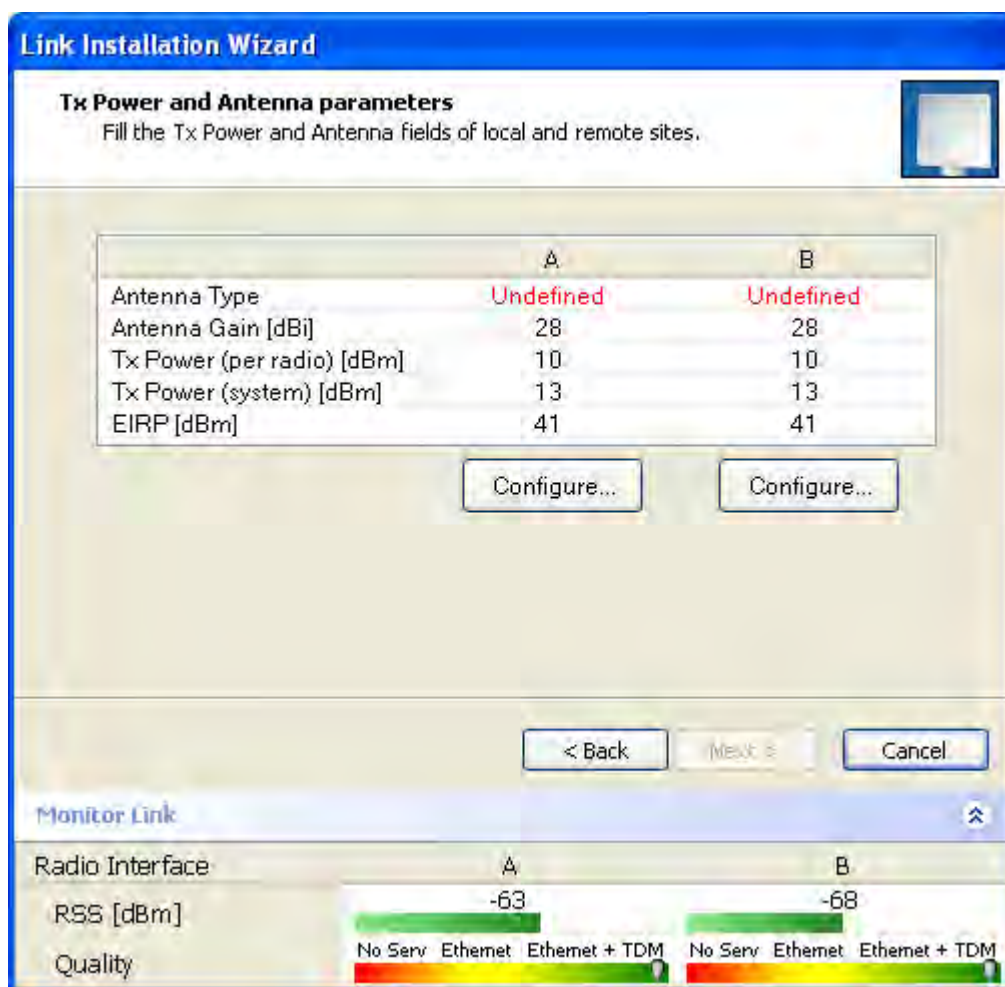 Link Installation Wizard
Tx Power and Antenna parameters
Fill the Tx Power and Antenna fields of local and remote sites.
A B
Antenna Type Undefined Undefined
Antenna Gain [dBi] 28 28
Tx Power (per radio) [dBm] 10 10
Tx Power (system) [dBm] 13 13
EIRP [dBm] 41 41
Configure... Configure...
< Back Next > Cancel
Monitor Link
Radio Interface A B
RSS [dBm] -63 -68
Quality No Serv Ethernet Ethernet + TDM No Serv Ethernet Ethernet + TDM